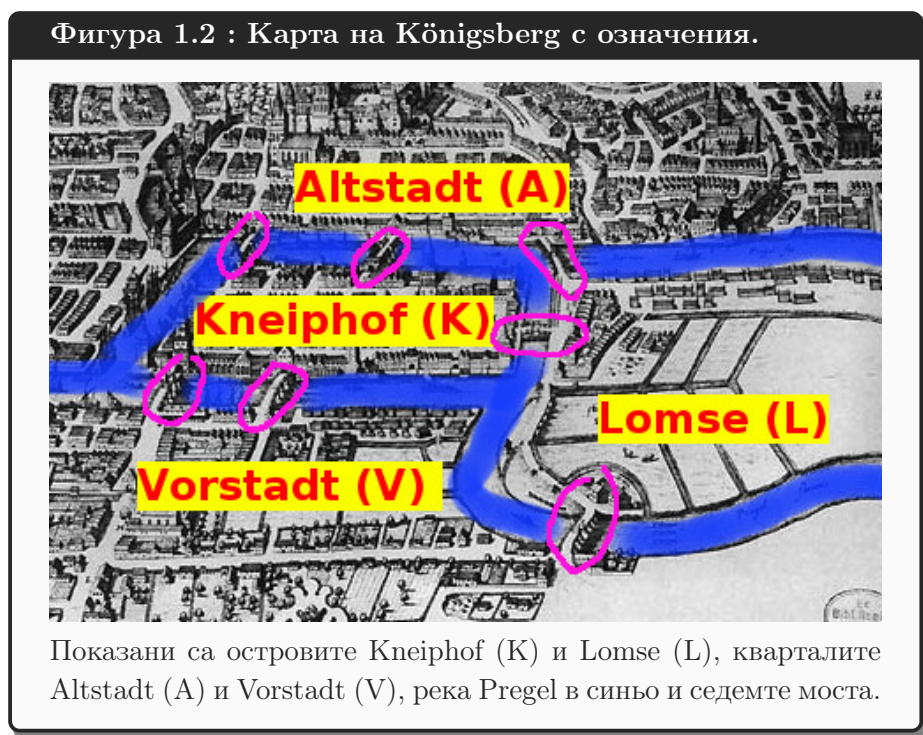 Фигура 1.2 : Карта на Königsberg с означения.
Altstadt (A)
Kneiphof (K)
Lomse (L)
Vorstadt (V)
Показани са островите Kneiphof (K) и Lomse (L), кварталите
Altstadt (A) и Vorstadt (V), река Pregel в синьо и седемте моста.